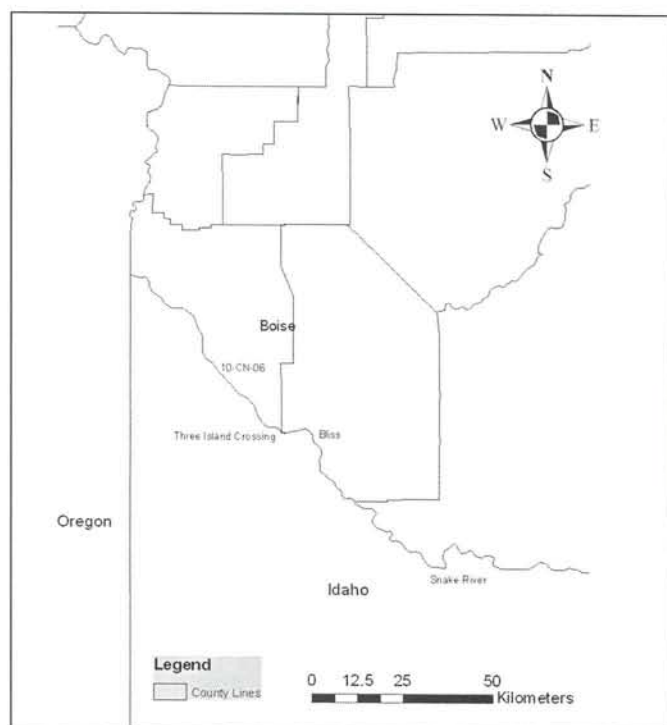 N
W E
S
Boise
10-CN-06
Three Island Crossing
Bliss
Oregon
Snake River
Idaho
Legend
County Lines
0 12.5 25 50
Kilometers